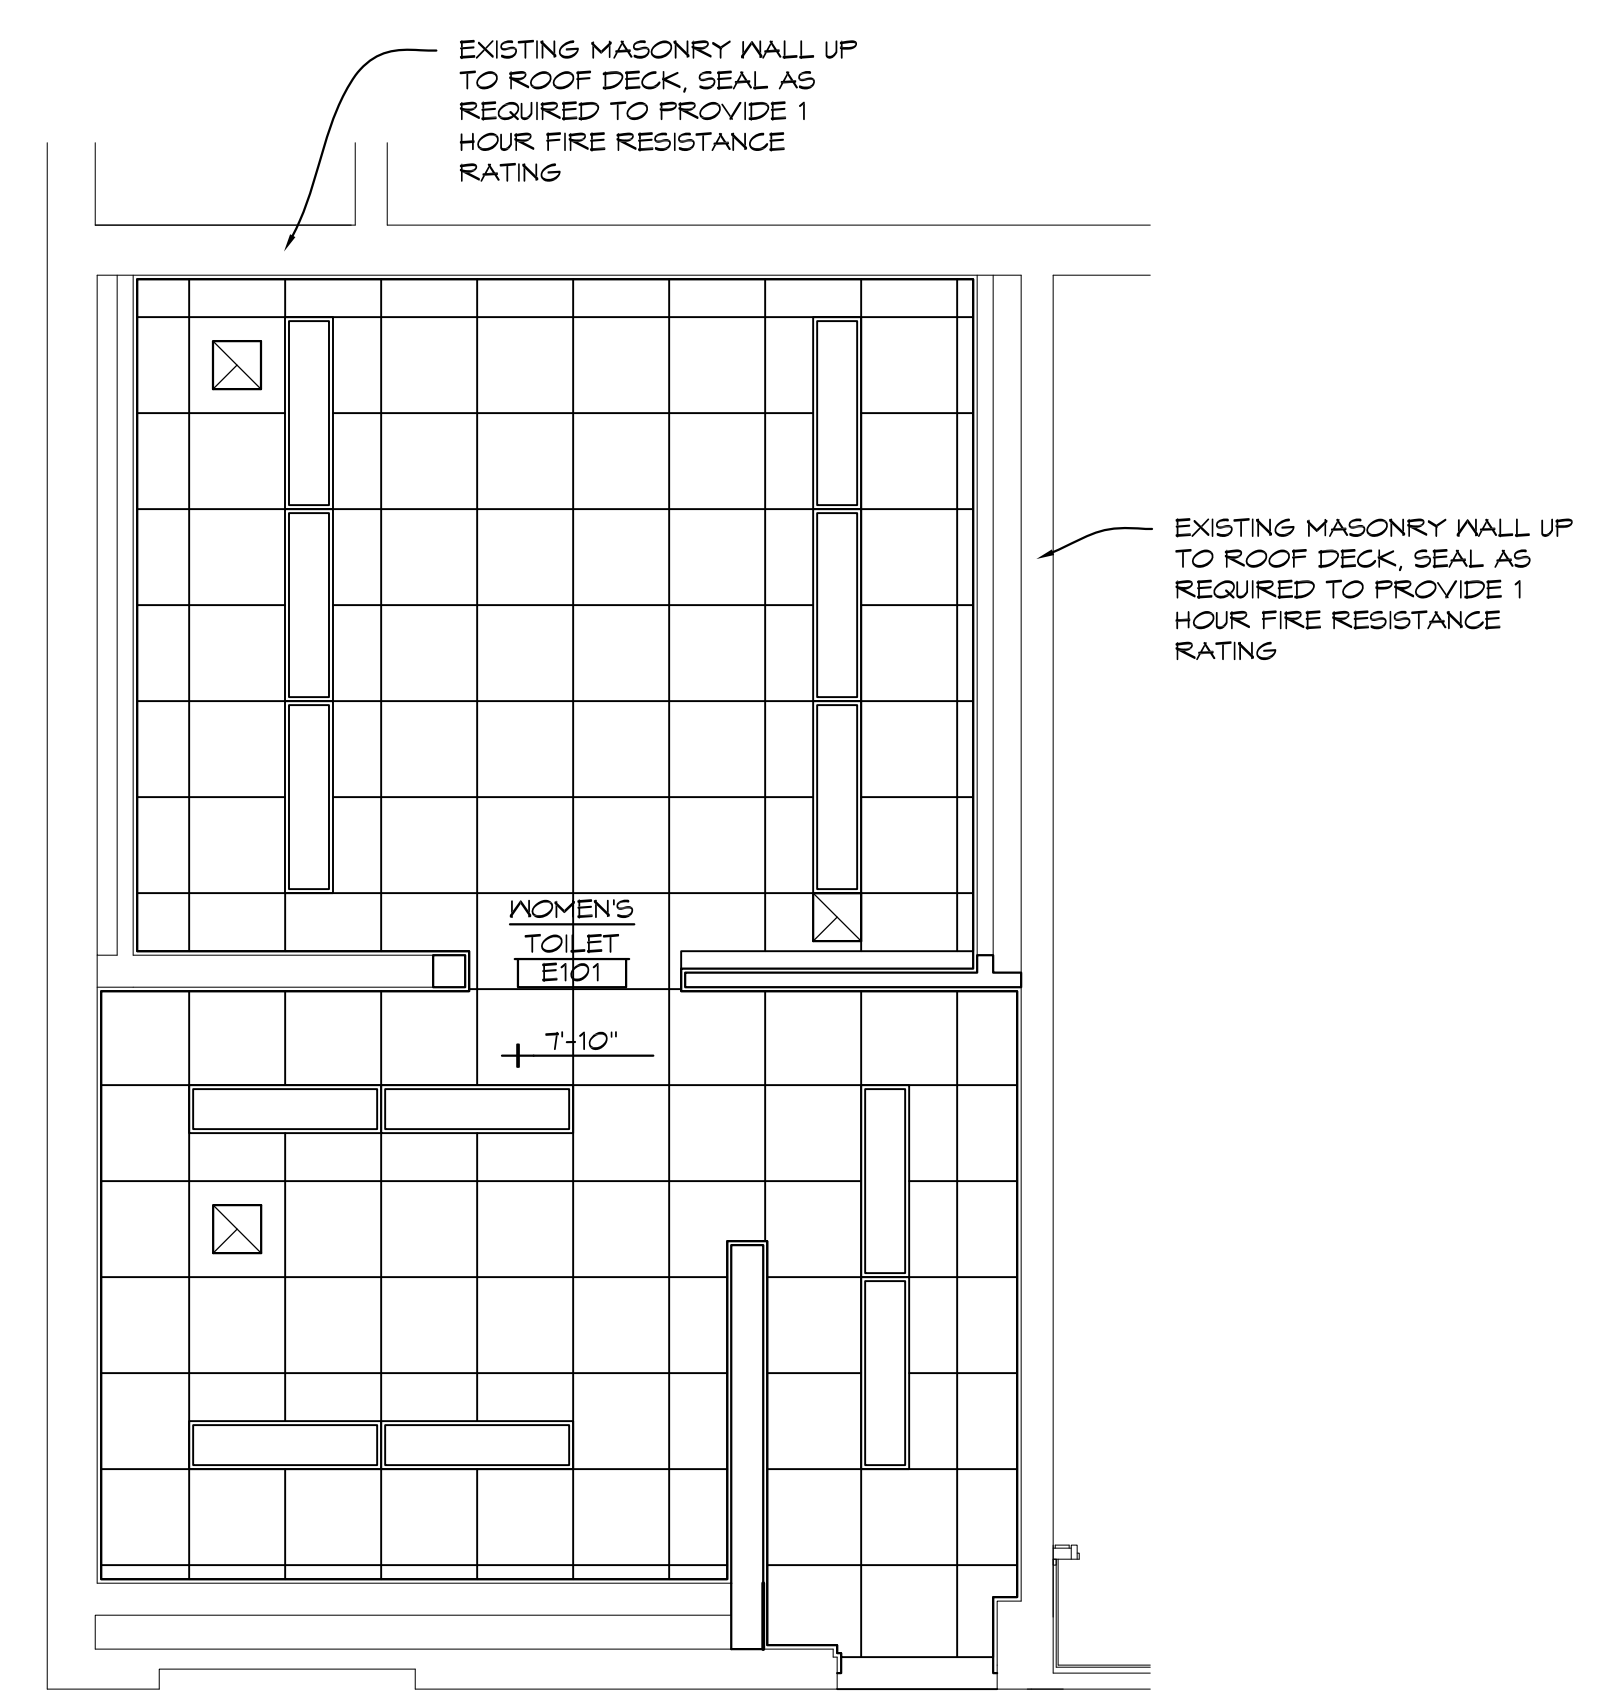 EXISTING MASONRY WALL UP
TO ROOF DECK, SEAL AS
REQUIRED TO PROVIDE 1
HOUR FIRE RESISTANCE
RATING
EXISTING MASONRY WALL UP
TO ROOF DECK, SEAL AS
REQUIRED TO PROVIDE 1
HOUR FIRE RESISTANCE
RATING
WOMEN'S
TOILET
E101
7'-10"